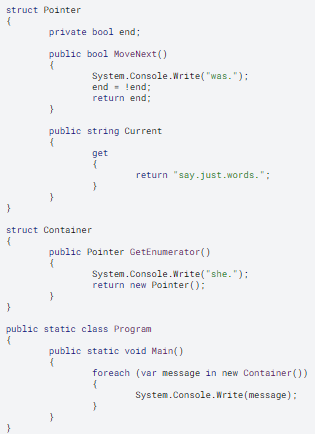 struct Pointer
{
private bool end;
public bool MoveNext()
{
System.Console.Write("was.");
end = !end;
return end;
}
public string Current
{
get
{
return "say.just.words.";
}
}
}
struct Container
{
public Pointer GetEnumerator()
{
System.Console.Write("she.");
return new Pointer();
}
}
public static class Program
{
public static void Main()
{
foreach (var message in new Container())
{
System.Console.Write(message);
}
}
}